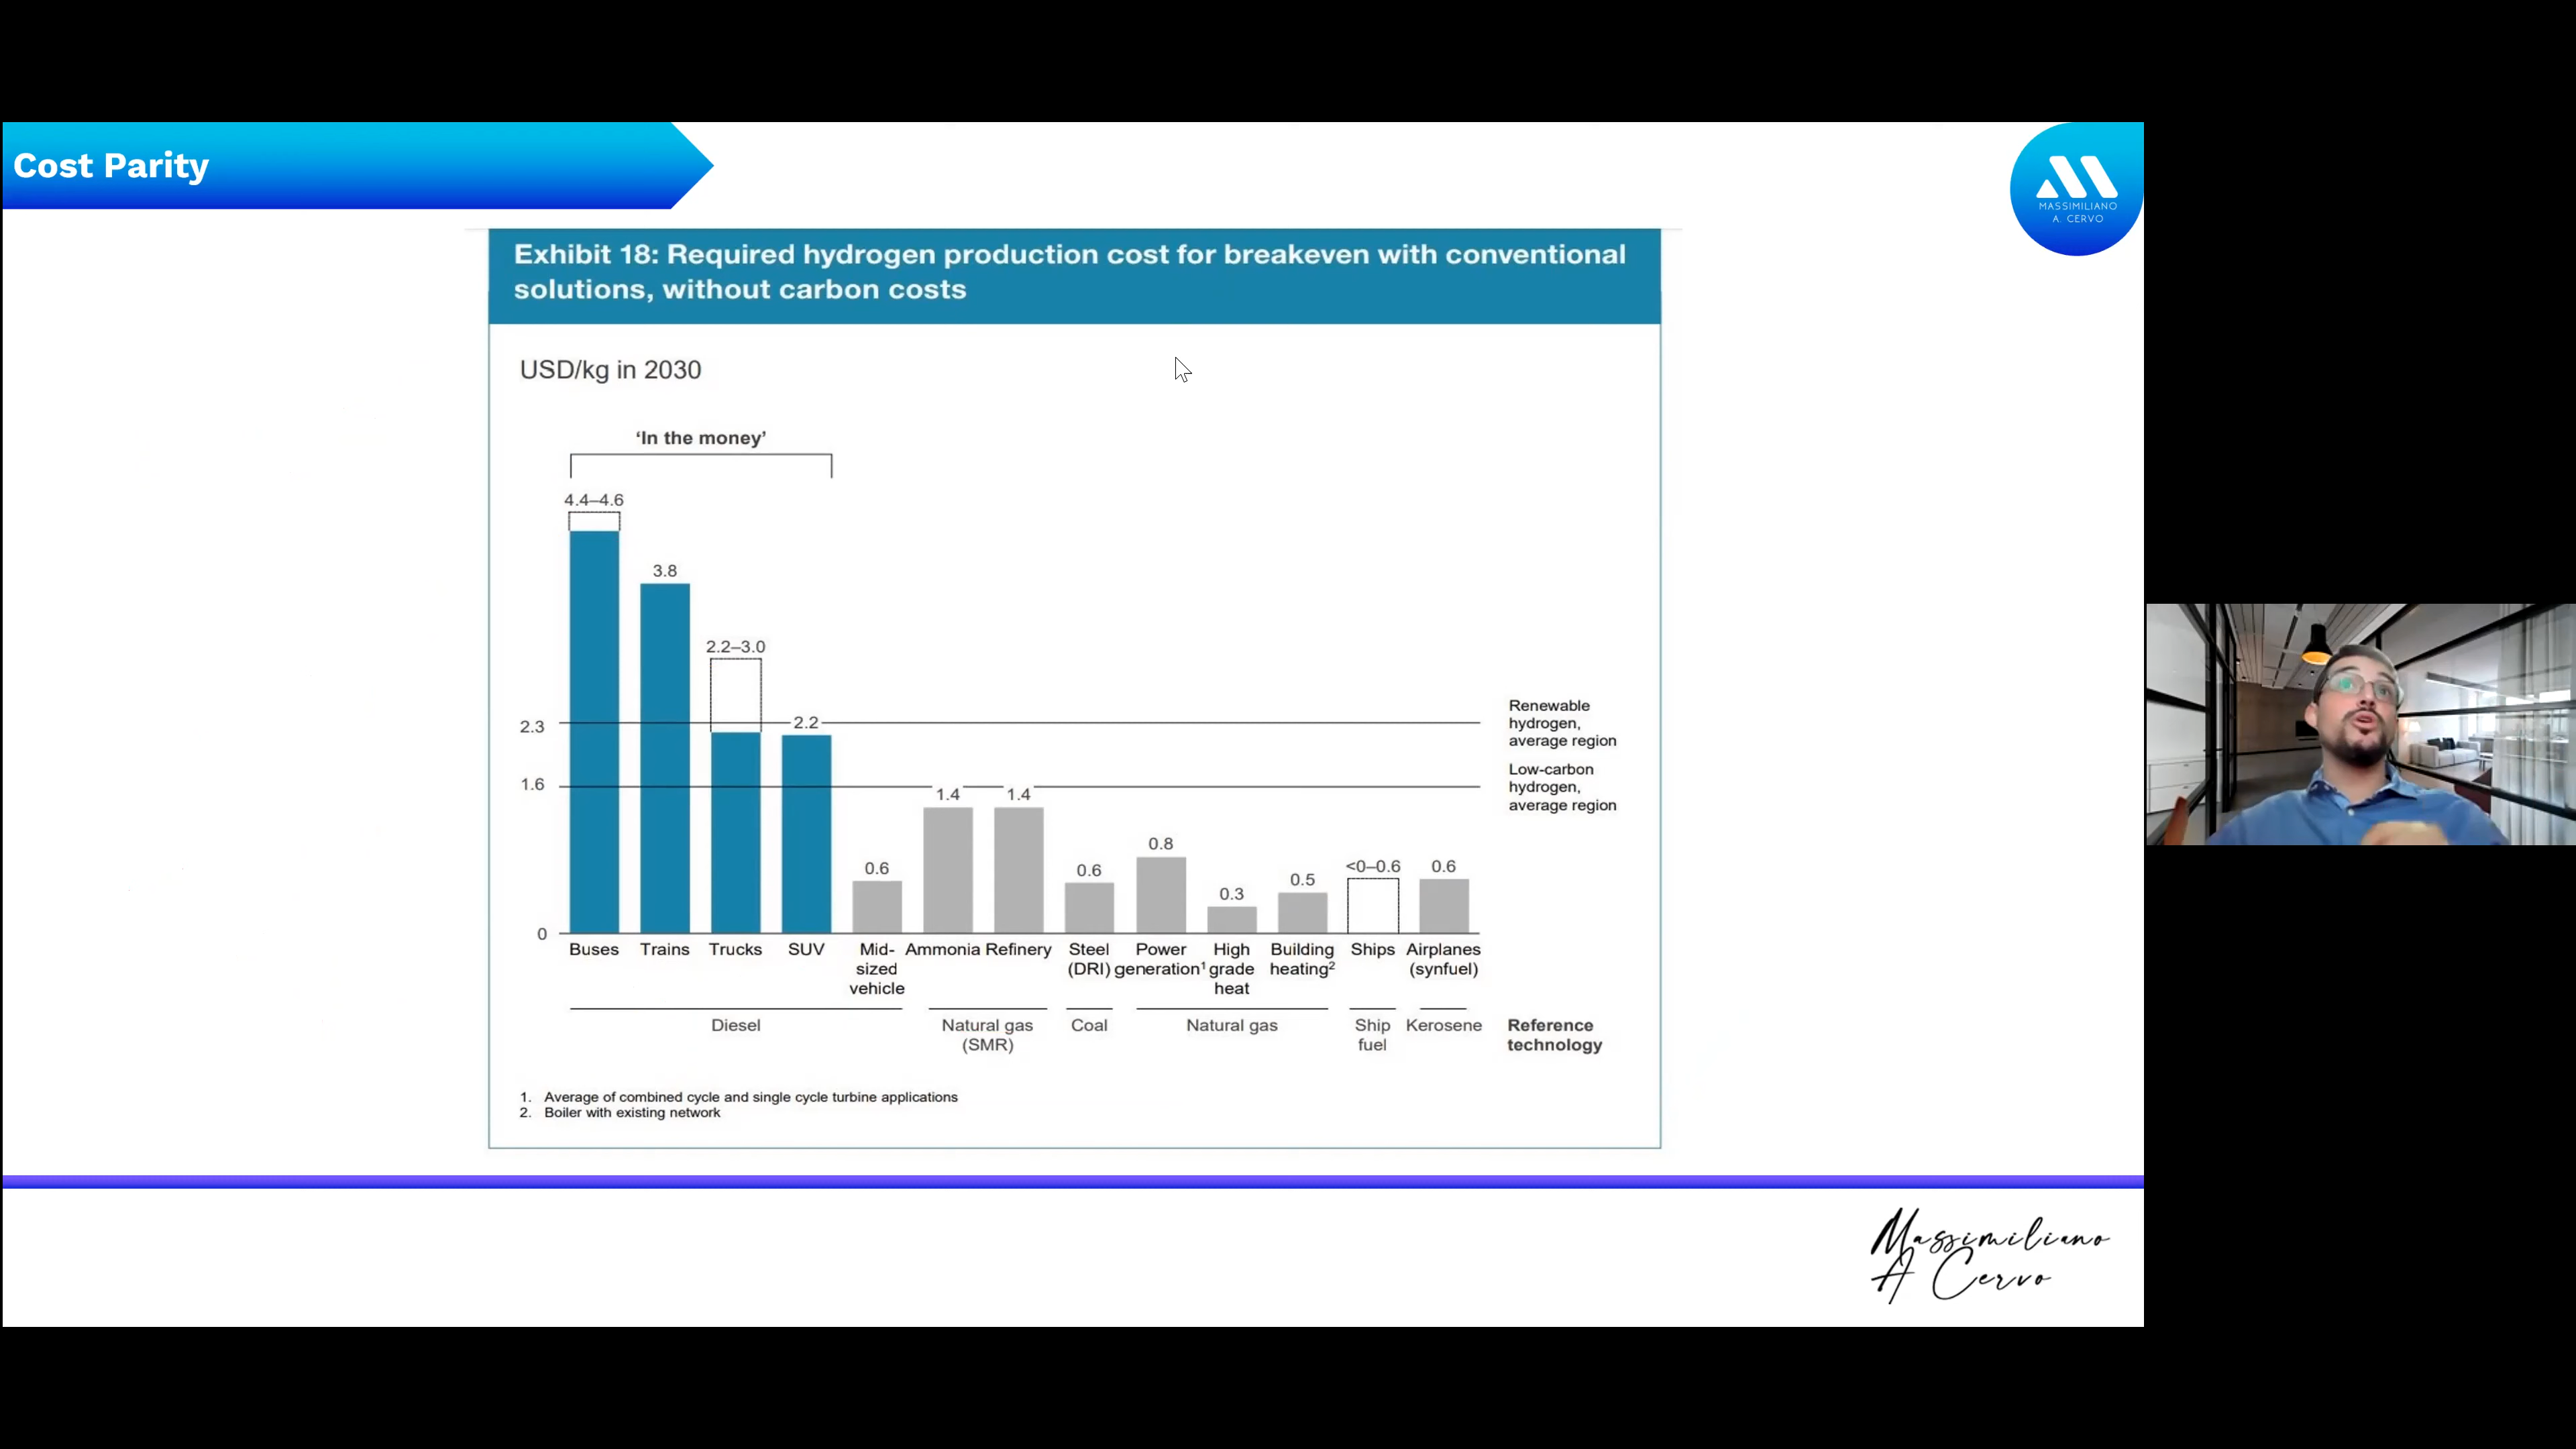 Cost Parity
MASSIMILIANO
A. CERVO
Exhibit 18: Required hydrogen production cost for breakeven with conventional
solutions, without carbon costs
USD/kg in 2030
‘In the money’
4.4–4.6
3.8
2.2–3.0
2.3
2.2
Renewable
hydrogen,
average region
1.6
Low-carbon
hydrogen,
average region
1.4
1.4
0.6
0.6
0.8
0.3
0.5
<0–0.6
0.6
0
Buses
Trains
Trucks
SUV
Mid-
sized
vehicle
Ammonia
Refinery
Steel
(DRI)
Power
generation¹
High
grade
heat
Building
heating²
Ships
Airplanes
(synfuel)
Diesel
Natural gas
(SMR)
Coal
Natural gas
Ship
fuel
Kerosene
Reference
technology
1. Average of combined cycle and single cycle turbine applications
2. Boiler with existing network
Massimiliano
A Cervo